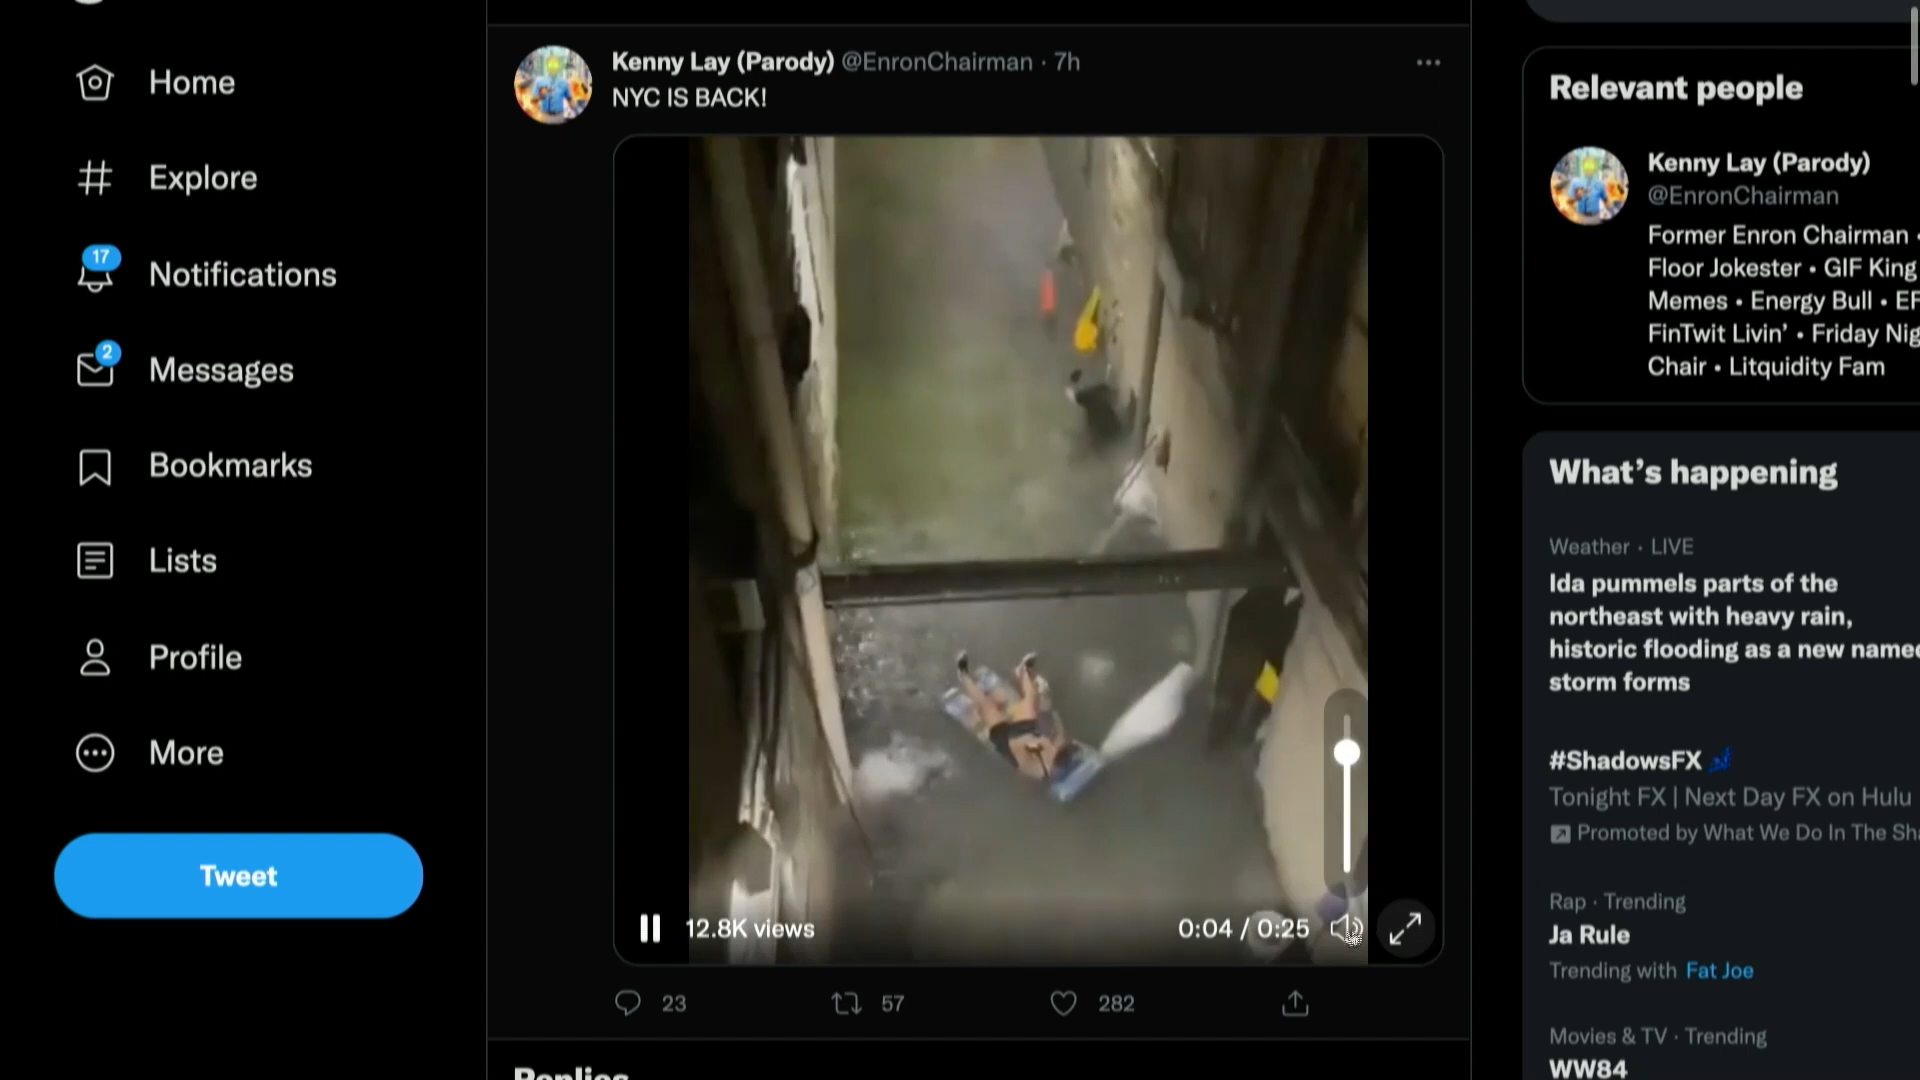 Home
Explore
17
Notifications
2
Messages
Bookmarks
Lists
Profile
More
Tweet
Kenny Lay (Parody) @EnronChairman · 7h
NYC IS BACK!
12.8K views
0:04 / 0:25
23
57
282
Replies
Relevant people
Kenny Lay (Parody)
@EnronChairman
Former Enron Chairman •
Floor Jokester • GIF King
Memes • Energy Bull • EF
FinTwit Livin’ • Friday Nig
Chair • Litquidity Fam
What’s happening
Weather · LIVE
Ida pummels parts of the
northeast with heavy rain,
historic flooding as a new named
storm forms
#ShadowsFX
Tonight FX | Next Day FX on Hulu
Promoted by What We Do In The Sha
Rap · Trending
Ja Rule
Trending with Fat Joe
Movies & TV · Trending
WW84